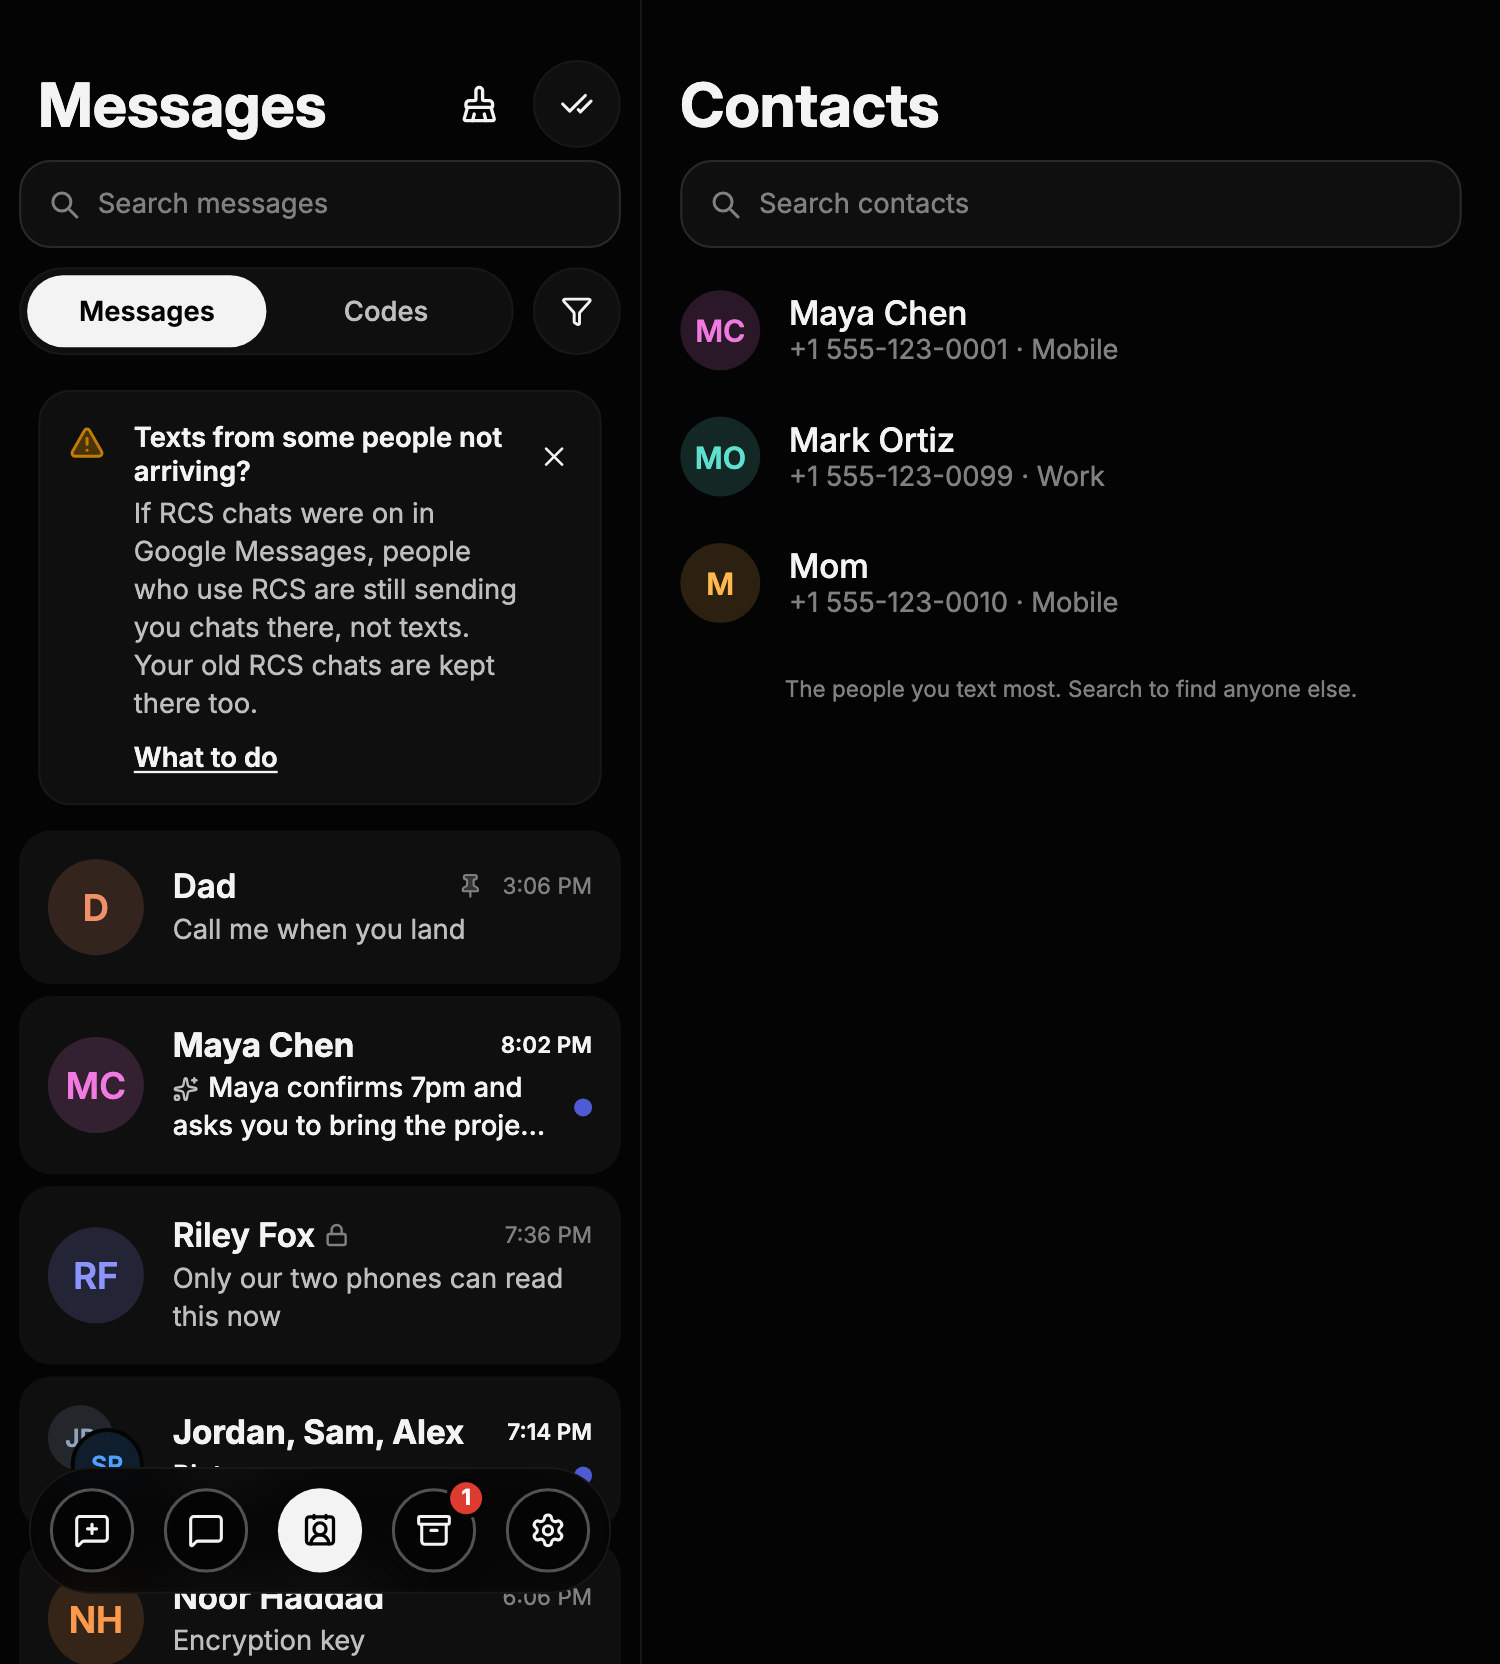 Messages
Search messages
Messages
Codes
Texts from some people not
arriving?
If RCS chats were on in
Google Messages, people
who use RCS are still sending
you chats there, not texts.
Your old RCS chats are kept
there too.
What to do
D
Dad
3:06 PM
Call me when you land
MC
Maya Chen
8:02 PM
Maya confirms 7pm and
asks you to bring the proje...
RF
Riley Fox
7:36 PM
Only our two phones can read
this now
Jordan, Sam, Alex
7:14 PM
1
NH
Noor Haddad
6:06 PM
Encryption key
Contacts
Search contacts
MC
Maya Chen
+1 555-123-0001 · Mobile
MO
Mark Ortiz
+1 555-123-0099 · Work
M
Mom
+1 555-123-0010 · Mobile
The people you text most. Search to find anyone else.